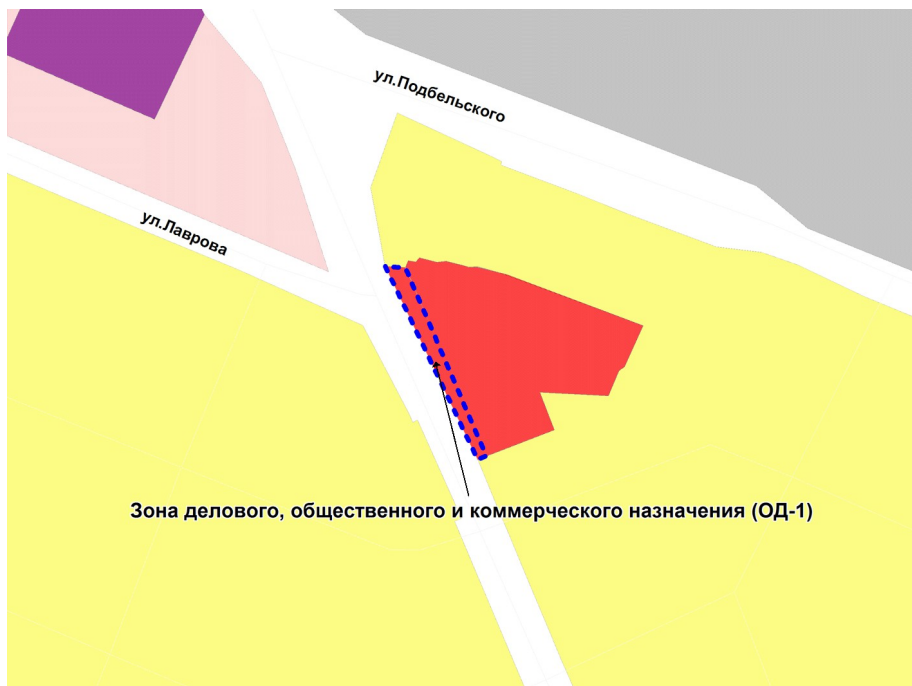 ул.Подбельского
ул.Лаврова
Зона делового, общественного и коммерческого назначения (ОД-1)